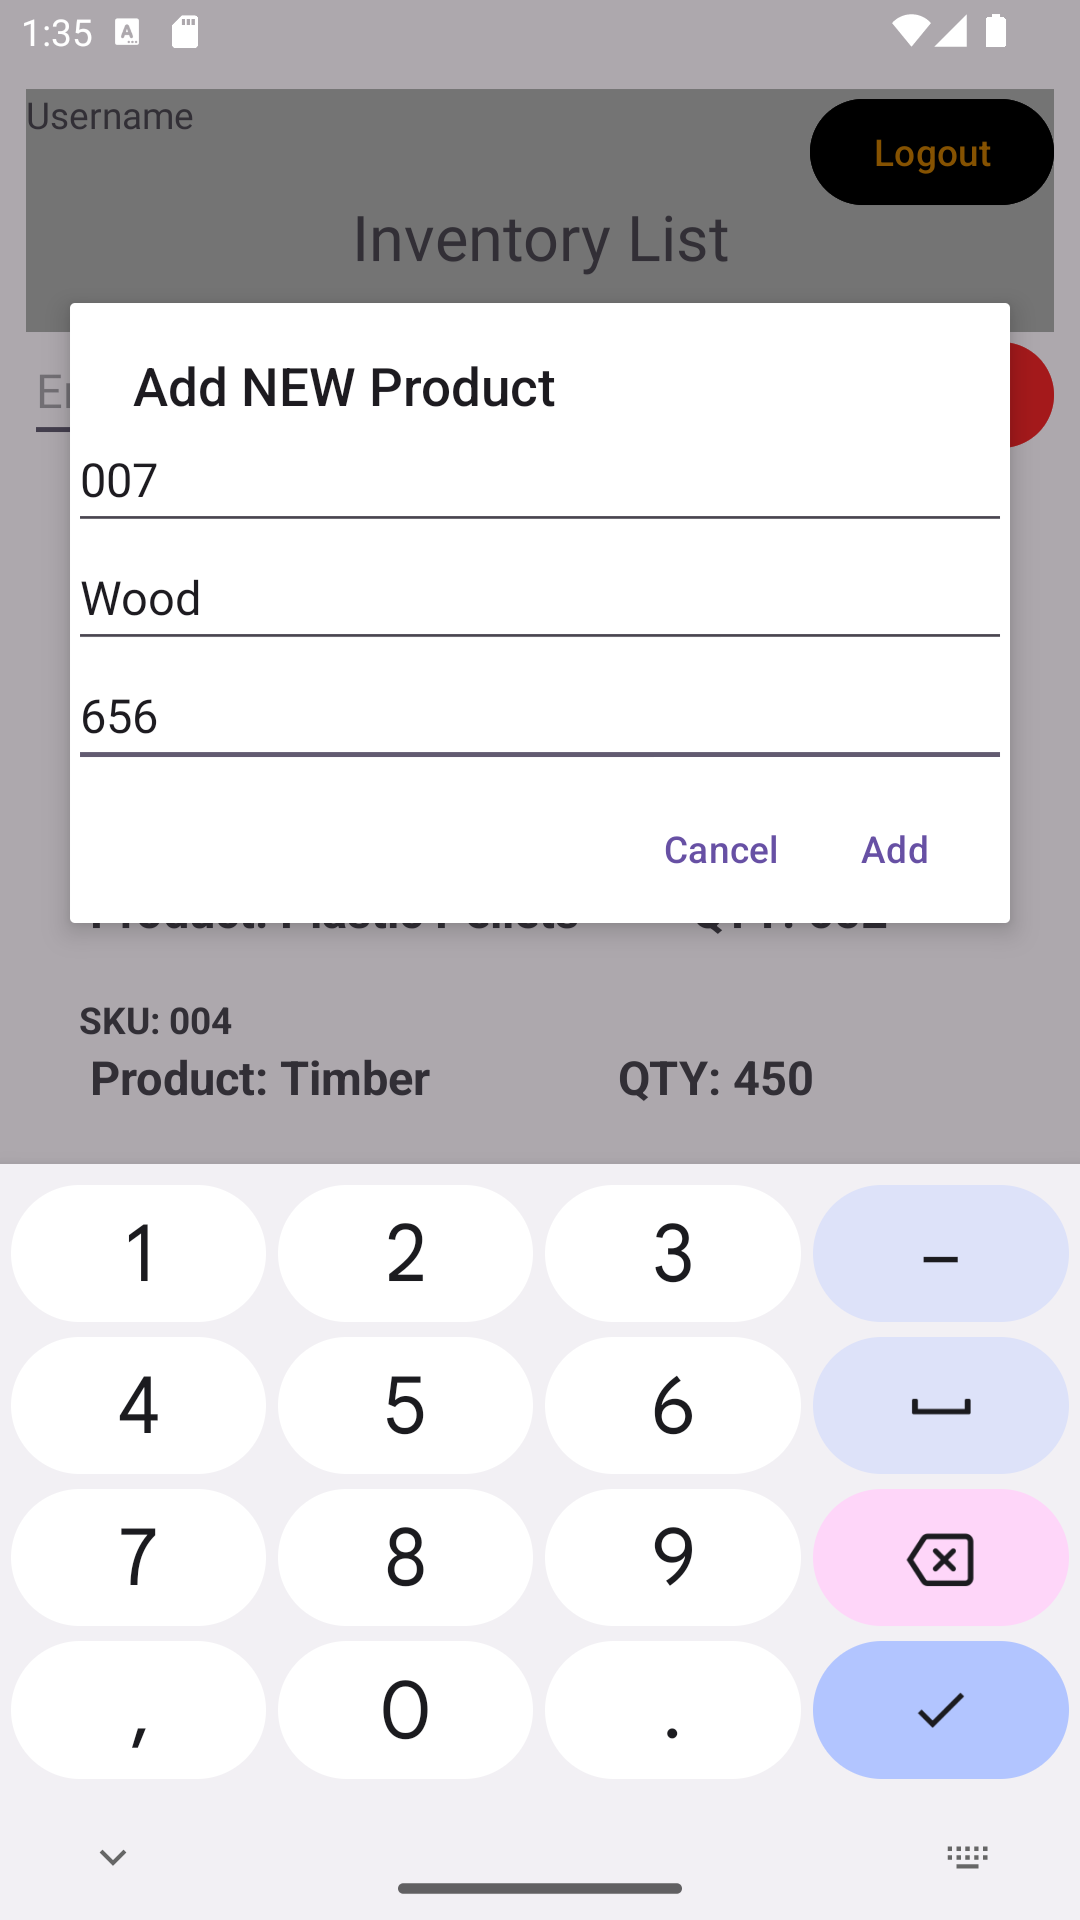 1:35
Username
Logout
Inventory List
Add NEW Product
007
Wood
656
Cancel Add
SKU: 004
Product: Timber QTY: 450
1 2 3 –
4 5 6
7 8 9
, 0 .